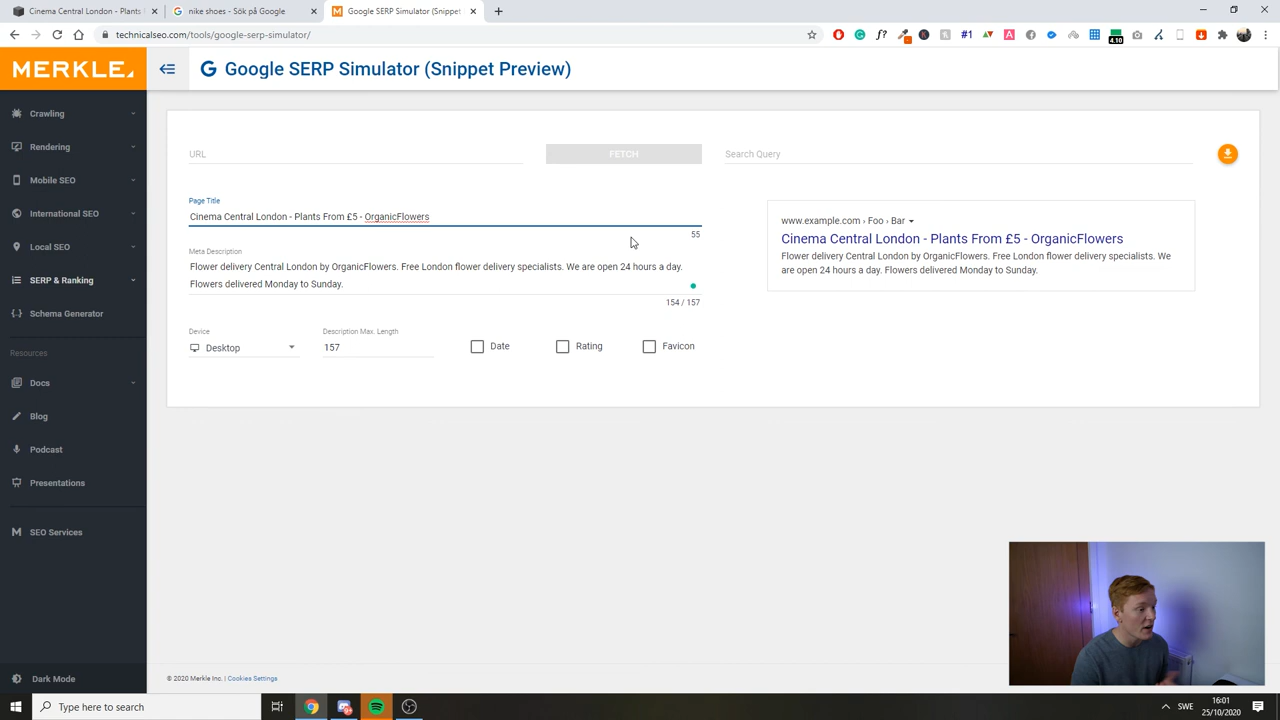 Cinema Central London - Plants
nike shoes - Sök på Google
Google SERP Simulator (Snippet
technicalseo.com/tools/google-serp-simulator/
#1
4.10
MERKLE
Google SERP Simulator (Snippet Preview)
Crawling
Rendering
Mobile SEO
International SEO
Local SEO
SERP & Ranking
Schema Generator
Resources
Docs
Blog
Podcast
Presentations
SEO Services
Dark Mode
URL
FETCH
Search Query
Page Title
Cinema Central London - Plants From £5 - OrganicFlowers
55
Meta Description
Flower delivery Central London by OrganicFlowers. Free London flower delivery specialists. We are open 24 hours a day.
Flowers delivered Monday to Sunday.
154 / 157
Device
Desktop
Description Max. Length
157
Date
Rating
Favicon
www.example.com › Foo › Bar
Cinema Central London - Plants From £5 - OrganicFlowers
Flower delivery Central London by OrganicFlowers. Free London flower delivery specialists. We
are open 24 hours a day. Flowers delivered Monday to Sunday.
© 2020 Merkle Inc. | Cookies Settings
Type here to search
SWE
16:01
25/10/2020